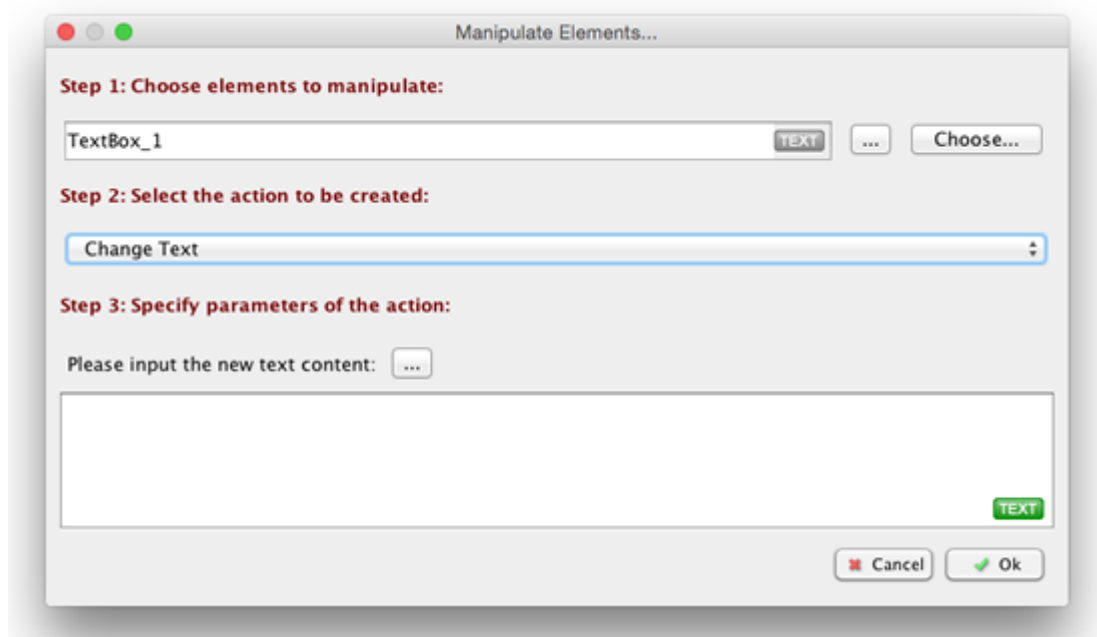 Manipulate Elements...
Step 1: Choose elements to manipulate:
TextBox_1 TEXT ... Choose...
Step 2: Select the action to be created:
Change Text
Step 3: Specify parameters of the action:
Please input the new text content: ...
TEXT
Cancel Ok